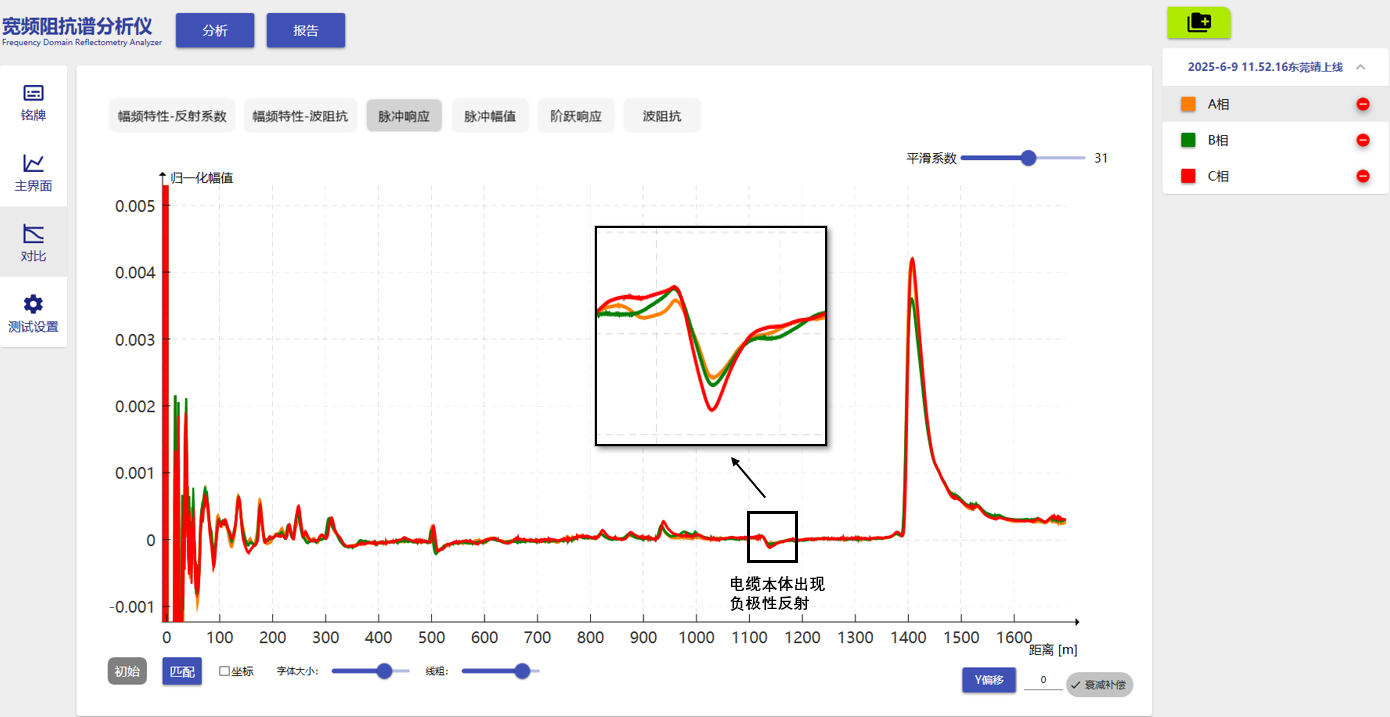 宽频阻抗谱分析仪
Frequency Domain Reflectometry Analyzer
分析
报告
铭牌
主界面
对比
测试设置
幅频特性-反射系数
幅频特性-波阻抗
脉冲响应
脉冲幅值
阶跃响应
波阻抗
平滑系数
31
归一化幅值
0.005
0.004
0.003
0.002
0.001
0
-0.001
电缆本体出现
负极性反射
0 100 200 300 400 500 600 700 800 900 1000 1100 1200 1300 1400 1500 1600
距离 [m]
初始
匹配
坐标
字体大小:
线粗:
Y偏移
0
衰减补偿
2025-6-9 11.52.16东莞靖上线
A相
B相
C相